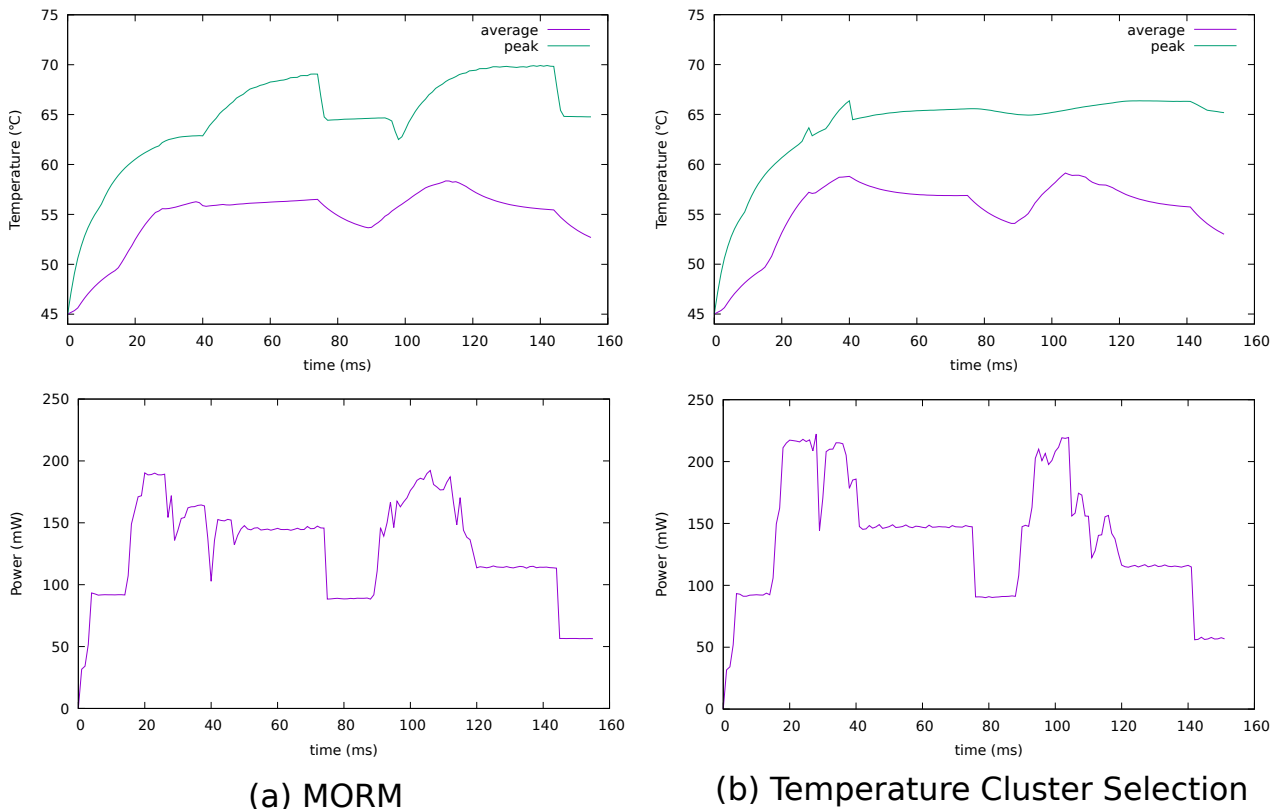 75
70
65
60
55
50
45
Temperature (°C)
average
peak
0 20 40 60 80 100 120 140 160
time (ms)
75
70
65
60
55
50
45
Temperature (°C)
average
peak
0 20 40 60 80 100 120 140 160
time (ms)
250
200
150
100
50
0
Power (mW)
0 20 40 60 80 100 120 140 160
time (ms)
250
200
150
100
50
0
Power (mW)
0 20 40 60 80 100 120 140 160
time (ms)
(a) MORM
(b) Temperature Cluster Selection